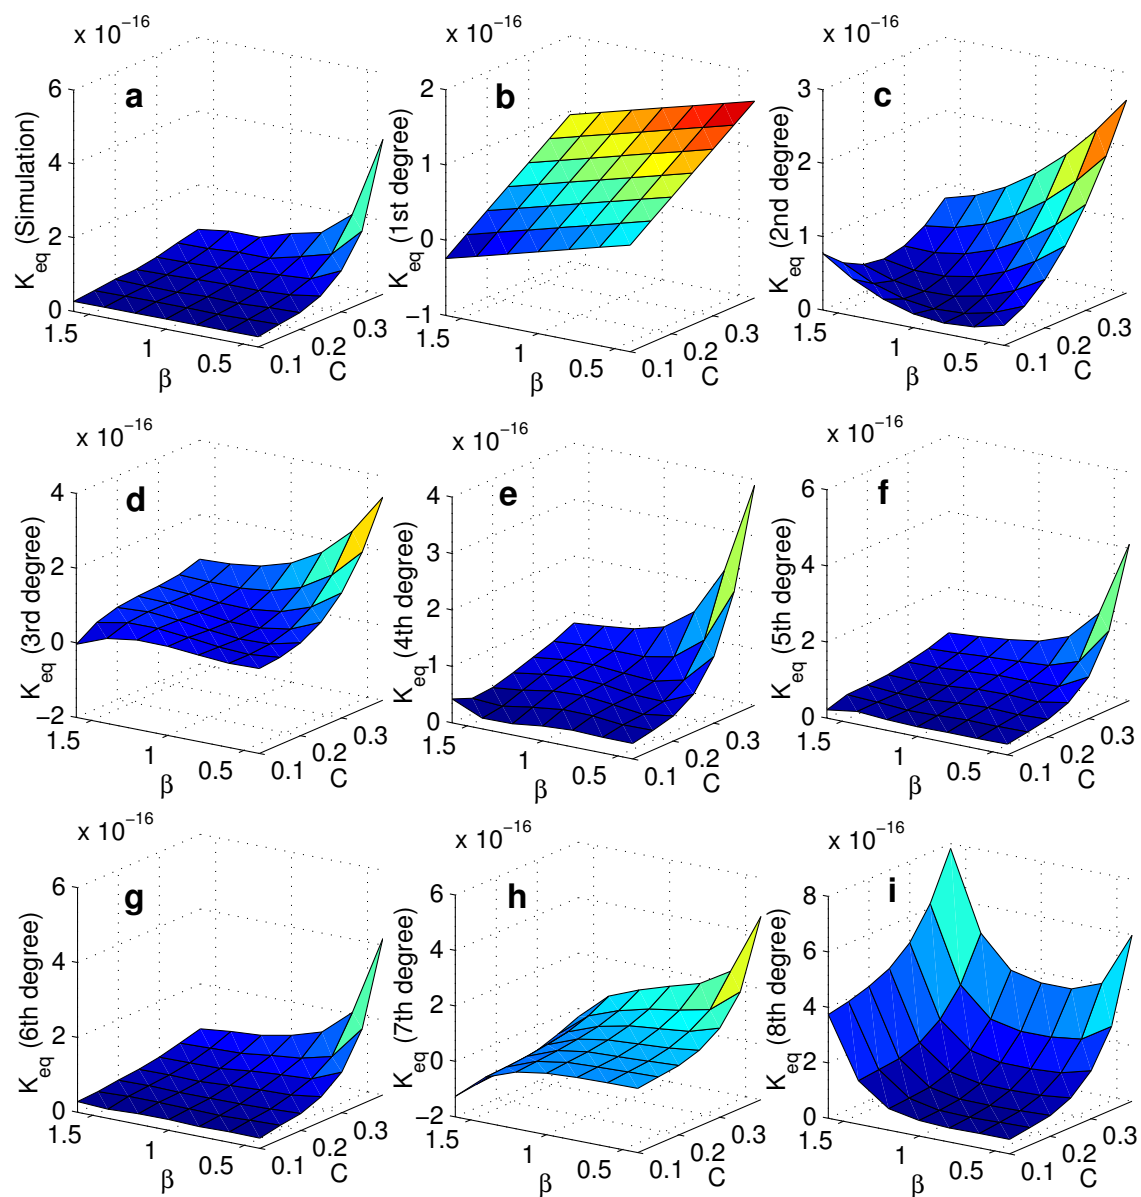 x 10⁻¹⁶
a
K_eq (Simulation)
6
4
2
0
1.5
1
0.5
β
0.1
0.2
0.3
C
x 10⁻¹⁶
b
K_eq (1st degree)
2
1
0
−1
1.5
1
0.5
β
0.1
0.2
0.3
C
x 10⁻¹⁶
c
K_eq (2nd degree)
3
2
1
0
1.5
1
0.5
β
0.1
0.2
0.3
C
x 10⁻¹⁶
d
K_eq (3rd degree)
4
2
0
−2
1.5
1
0.5
β
0.1
0.2
0.3
C
x 10⁻¹⁶
e
K_eq (4th degree)
4
3
2
1
0
1.5
1
0.5
β
0.1
0.2
0.3
C
x 10⁻¹⁶
f
K_eq (5th degree)
6
4
2
0
1.5
1
0.5
β
0.1
0.2
0.3
C
x 10⁻¹⁶
g
K_eq (6th degree)
6
4
2
0
1.5
1
0.5
β
0.1
0.2
0.3
C
x 10⁻¹⁶
h
K_eq (7th degree)
6
4
2
0
−2
1.5
1
0.5
β
0.1
0.2
0.3
C
x 10⁻¹⁶
i
K_eq (8th degree)
8
6
4
2
0
1.5
1
0.5
β
0.1
0.2
0.3
C